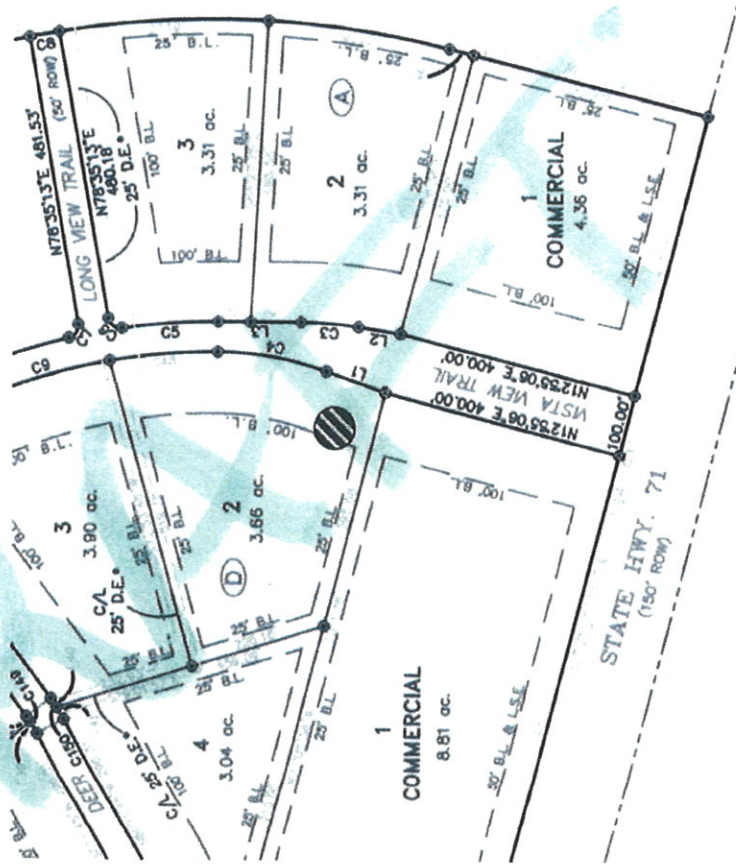 C8
N78°35'13"E 481.53'
LONG VIEW TRAIL (50' ROW)
N78°35'13"E
480.18'
25' D.E.*
25' B.L.
100' B.L.
3
3.31 ac.
25' B.L.
100' B.L.
25' B.L.
25' B.L.
A
2
3.31 ac.
25' B.L.
25' B.L.
25' B.L.
1
COMMERCIAL
4.36 ac.
100' B.L.
50' B.L. & L.S.E.
C9
C7
C5
L3
C3
L2
C4
L1
N12°55'06"E 400.00'
VISTA VIEW TRAIL
N12°55'06"E 400.00'
100.00'
B.L.
100' B.L.
3
3.90 ac.
25' B.L.
C/L
25' D.E.*
100' B.L.
25' B.L.
2
3.66 ac.
D
25' B.L.
25' B.L.
C149
C150
DEER
C/L 25' D.E.*
100' B.L.
25' B.L.
4
3.04 ac.
25' B.L.
25' B.L.
100' B.L.
1
COMMERCIAL
8.81 ac.
50' B.L. & L.S.E.
STATE HWY. 71
(150' ROW)